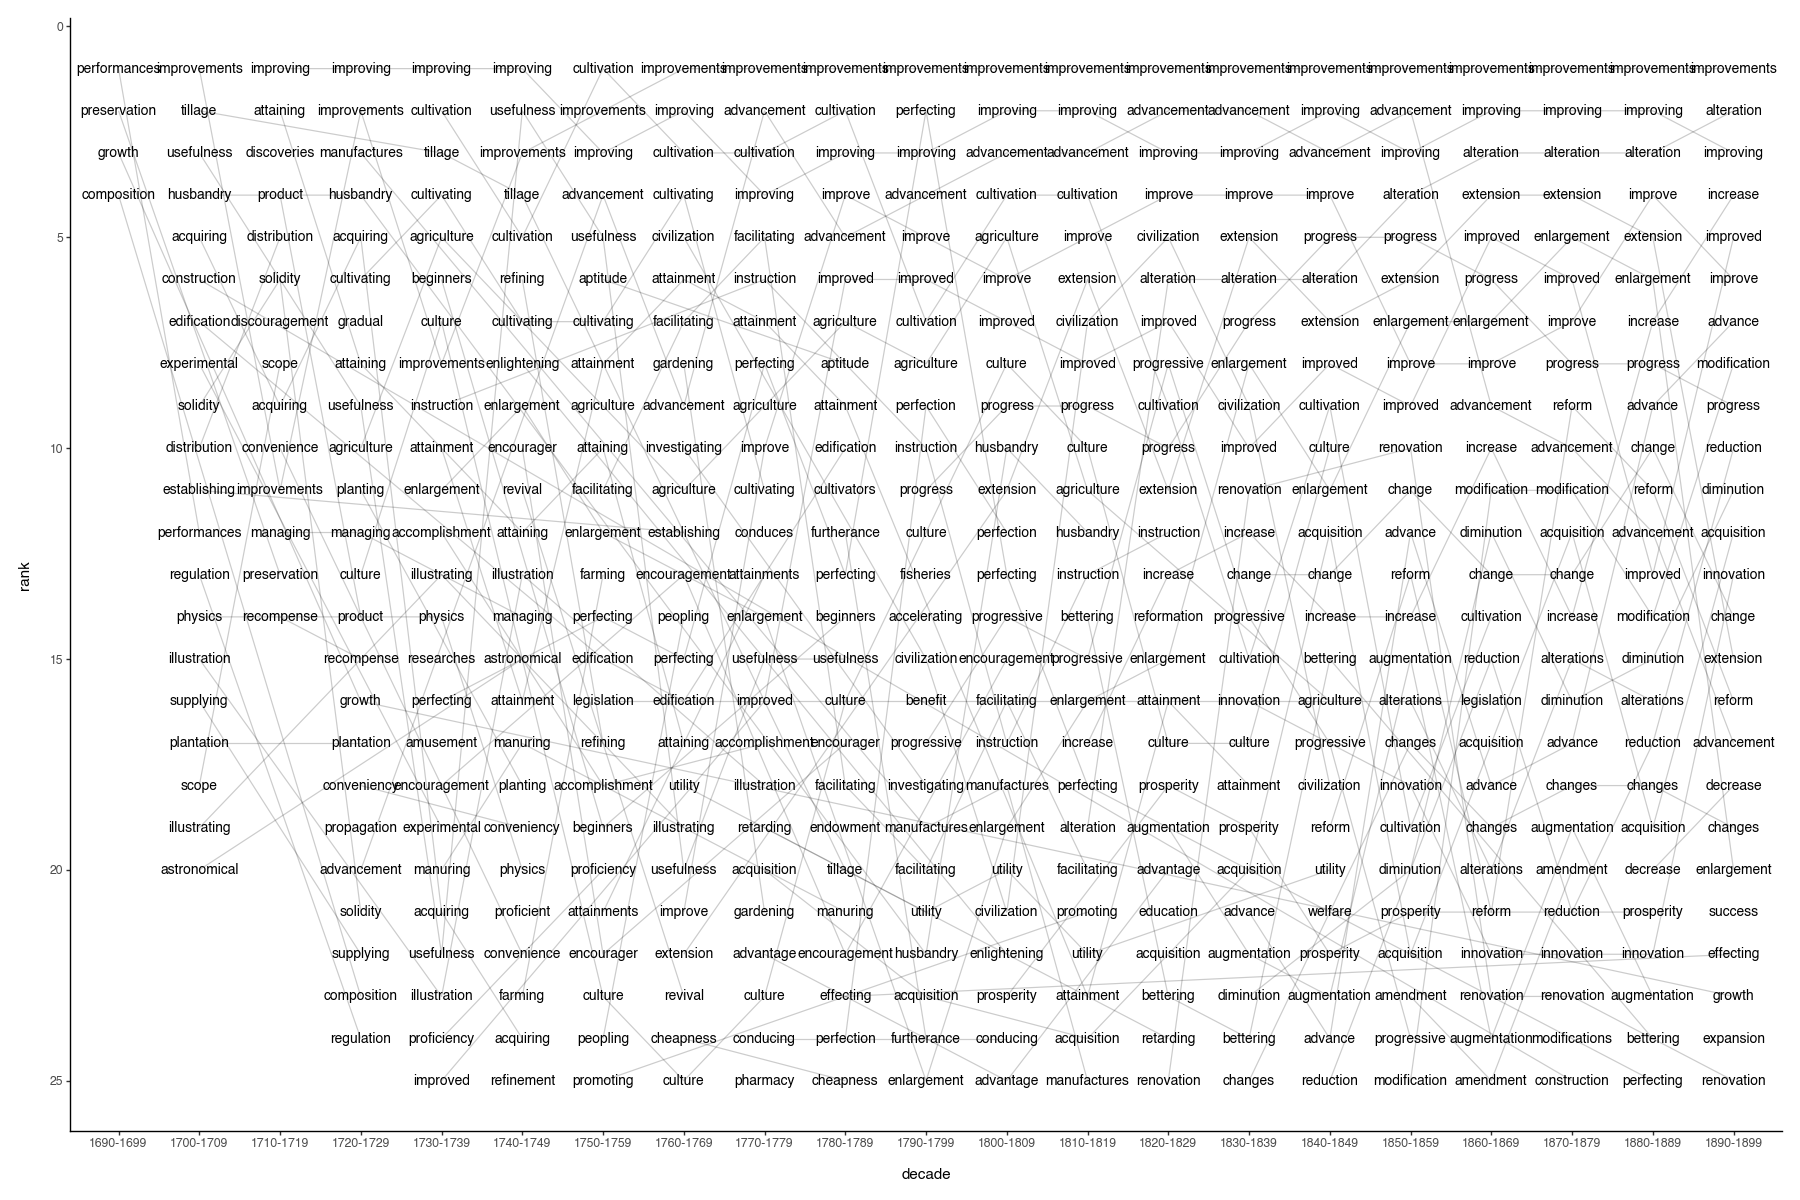 0
performances improvements improving improving improving improving cultivation improvements improvements improvements improvements improvements improvements improvements improvements improvements improvements improvements improvements improvements improvements
preservation tillage attaining improvements cultivation usefulness improvements improving advancement cultivation perfecting improving improving advancement advancement improving advancement improving improving improving alteration
growth usefulness discoveries manufactures tillage improvements improving cultivation cultivation improving improving advancement advancement improving improving advancement improving alteration alteration alteration improving
composition husbandry product husbandry cultivating tillage advancement cultivating improving improve advancement cultivation cultivation improve improve improve alteration extension extension improve increase
5 acquiring distribution acquiring agriculture cultivation usefulness civilization facilitating advancement improve agriculture improve civilization extension progress progress improved enlargement extension improved
construction solidity cultivating beginners refining aptitude attainment instruction improved improved improve extension alteration alteration alteration extension progress improved enlargement improve
edification discouragement gradual culture cultivating cultivating facilitating attainment agriculture cultivation improved civilization improved progress extension enlargement enlargement improve increase advance
experimental scope attaining improvements enlightening attainment gardening perfecting aptitude agriculture culture improved progressive enlargement improved improve improve progress progress modification
solidity acquiring usefulness instruction enlargement agriculture advancement agriculture attainment perfection progress progress cultivation civilization cultivation improved advancement reform advance progress
10 distribution convenience agriculture attainment encourager attaining investigating improve edification instruction husbandry culture progress improved culture renovation increase advancement change reduction
establishing improvements planting enlargement revival facilitating agriculture cultivating cultivators progress extension agriculture extension renovation enlargement change modification modification reform diminution
performances managing managing accomplishment attaining enlargement establishing conduces furtherance culture perfection husbandry instruction increase acquisition advance diminution acquisition advancement acquisition
rank
regulation preservation culture illustrating illustration farming encouragement attainments perfecting fisheries perfecting instruction increase change change reform change change improved innovation
physics recompense product physics managing perfecting peopling enlargement beginners accelerating progressive bettering reformation progressive increase increase cultivation increase modification change
15 illustration recompense researches astronomical edification perfecting usefulness usefulness civilization encouragement progressive enlargement cultivation bettering augmentation reduction alterations diminution extension
supplying growth perfecting attainment legislation edification improved culture benefit facilitating enlargement attainment innovation agriculture alterations legislation diminution alterations reform
plantation plantation amusement manuring refining attaining accomplishment encourager progressive instruction increase culture culture progressive changes acquisition advance reduction advancement
scope conveniency encouragement planting accomplishment utility illustration facilitating investigating manufactures perfecting prosperity attainment civilization innovation advance changes changes decrease
illustrating propagation experimental conveniency beginners illustrating retarding endowment manufactures enlargement alteration augmentation prosperity reform cultivation changes augmentation acquisition changes
20 astronomical advancement manuring physics proficiency usefulness acquisition tillage facilitating utility facilitating advantage acquisition utility diminution alterations amendment decrease enlargement
solidity acquiring proficient attainments improve gardening manuring utility civilization promoting education advance welfare prosperity reform reduction prosperity success
supplying usefulness convenience encourager extension advantage encouragement husbandry enlightening utility acquisition augmentation prosperity acquisition innovation innovation innovation effecting
composition illustration farming culture revival culture effecting acquisition prosperity attainment bettering diminution augmentation amendment renovation renovation augmentation growth
regulation proficiency acquiring peopling cheapness conducing perfection furtherance conducing acquisition retarding bettering advance progressive augmentation modifications bettering expansion
25 improved refinement promoting culture pharmacy cheapness enlargement advantage manufactures renovation changes reduction modification amendment construction perfecting renovation
1690-1699 1700-1709 1710-1719 1720-1729 1730-1739 1740-1749 1750-1759 1760-1769 1770-1779 1780-1789 1790-1799 1800-1809 1810-1819 1820-1829 1830-1839 1840-1849 1850-1859 1860-1869 1870-1879 1880-1889 1890-1899
decade